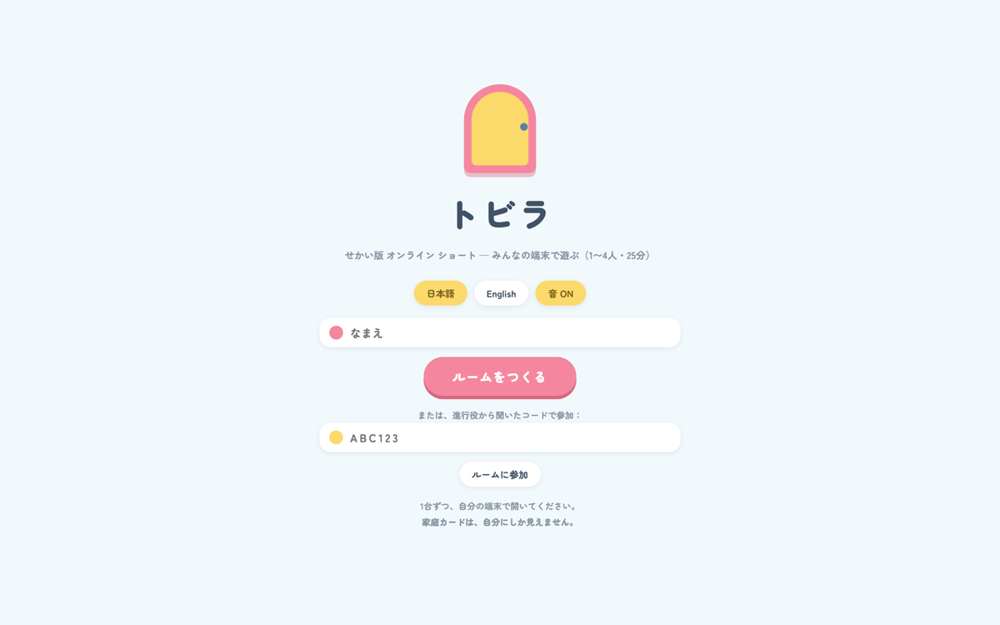 トビラ
せかい版 オンライン ショート — みんなの端末で遊ぶ（1〜4人・25分）
日本語 English 音 ON
なまえ
ルームをつくる
または、進行役から聞いたコードで参加：
ABC123
ルームに参加
1台ずつ、自分の端末で開いてください。
家庭カードは、自分にしか見えません。